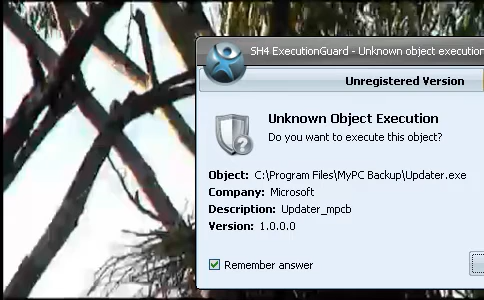 SH4 ExecutionGuard - Unknown object execution
Unregistered Version
Unknown Object Execution
Do you want to execute this object?
Object: C:\Program Files\MyPC Backup\Updater.exe
Company: Microsoft
Description: Updater_mpcb
Version: 1.0.0.0
Remember answer